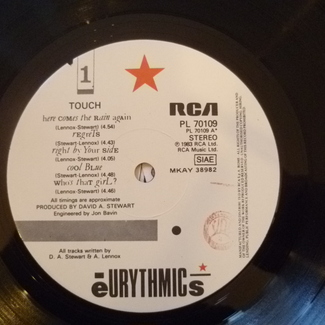 1
TOUCH
here comes the rain again
(Lennox-Stewart) (4.54)
regrets
(Stewart-Lennox) (4.43)
right by your side
(Lennox-Stewart) (4.05)
cool blue
(Stewart-Lennox) (4.48)
who's that girl?
(Lennox-Stewart) (4.46)
All timings are approximate
PRODUCED BY DAVID A. STEWART
Engineered by Jon Bavin
RCA
PL 70109
PL 70109 A*
STEREO
℗ 1983 RCA Ltd.
RCA Music Ltd.
SIAE
MKAY 38982
All tracks written by
D. A. Stewart & A. Lennox
eURYTHMICs